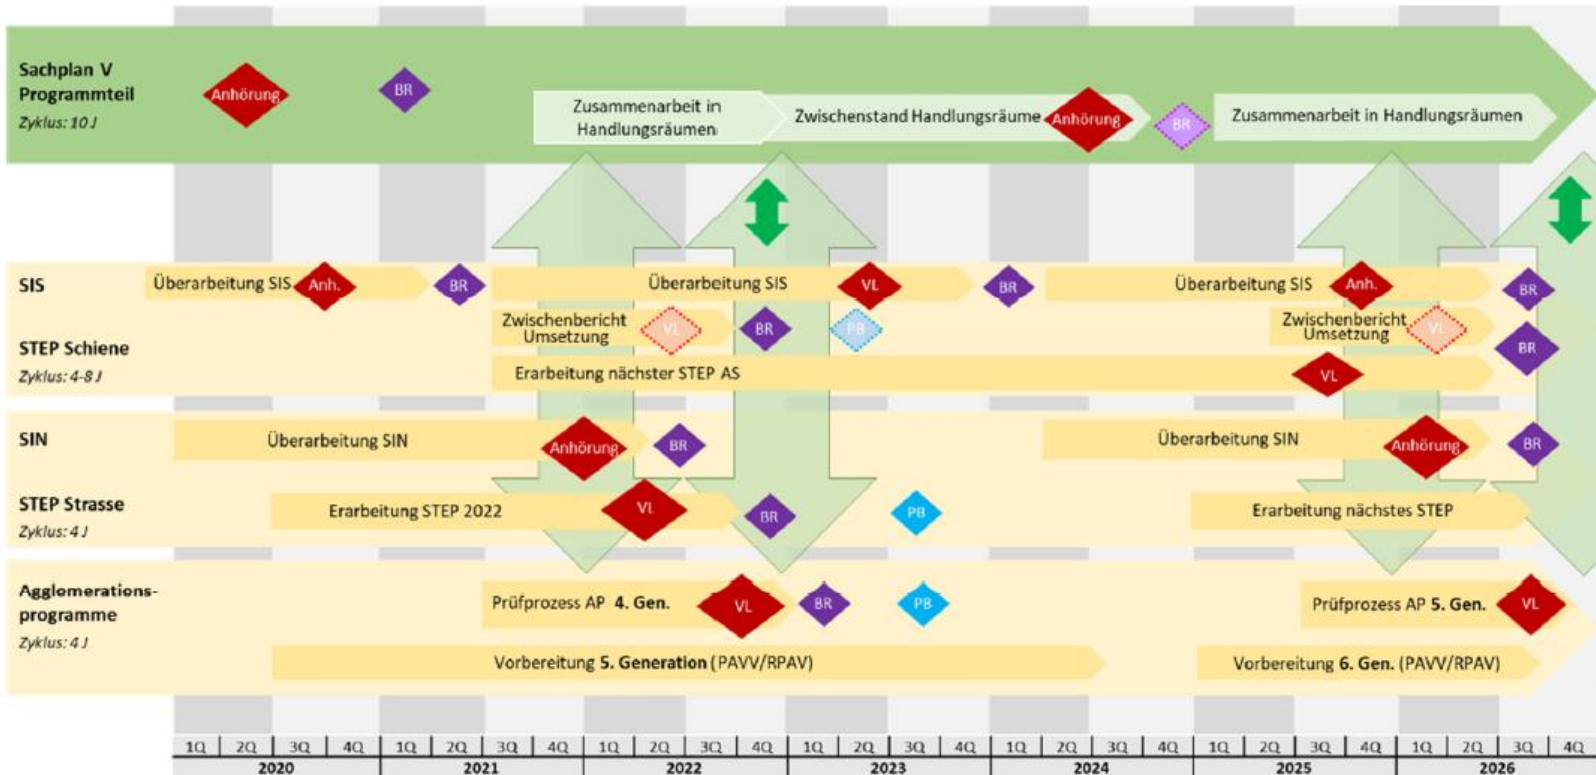 Sachplan V
Programmteil
Zyklus: 10 J
Anhörung
BR
Zusammenarbeit in
Handlungsräumen
Zwischenstand Handlungsräume
Anhörung
BR
Zusammenarbeit in Handlungsräumen
SIS
Überarbeitung SIS
Anh.
BR
Überarbeitung SIS
VL
BR
Überarbeitung SIS
Anh.
BR
STEP Schiene
Zyklus: 4-8 J
Zwischenbericht
Umsetzung
VL
BR
PB
Zwischenbericht
Umsetzung
VL
BR
Erarbeitung nächster STEP AS
VL
SIN
Überarbeitung SIN
Anhörung
BR
Überarbeitung SIN
Anhörung
BR
STEP Strasse
Zyklus: 4 J
Erarbeitung STEP 2022
VL
BR
PB
Erarbeitung nächstes STEP
Agglomerations-
programme
Zyklus: 4 J
Prüfprozess AP 4. Gen.
VL
BR
PB
Prüfprozess AP 5. Gen.
VL
Vorbereitung 5. Generation (PAVV/RPAV)
Vorbereitung 6. Gen. (PAVV/RPAV)
1Q 2Q 3Q 4Q 1Q 2Q 3Q 4Q 1Q 2Q 3Q 4Q 1Q 2Q 3Q 4Q 1Q 2Q 3Q 4Q 1Q 2Q 3Q 4Q 1Q 2Q 3Q 4Q
2020 2021 2022 2023 2024 2025 2026